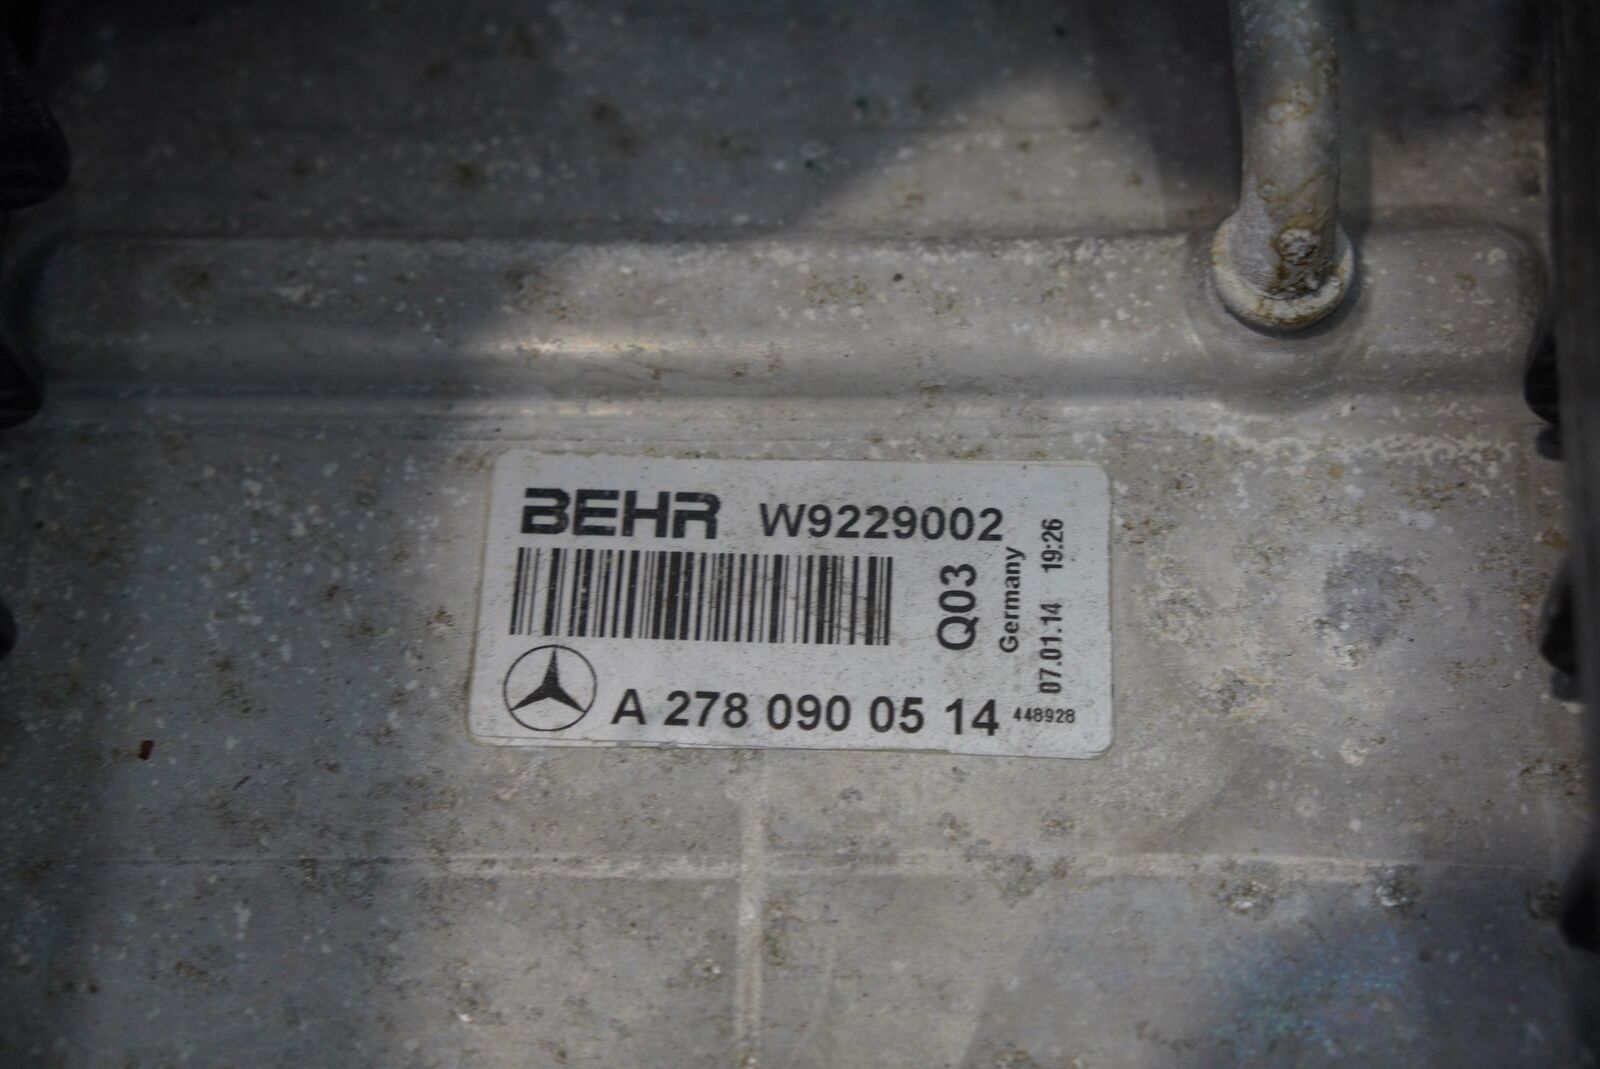 BEHR W9229002
Q03
Germany
07.01.14 19:26
A 278 090 05 14 448928